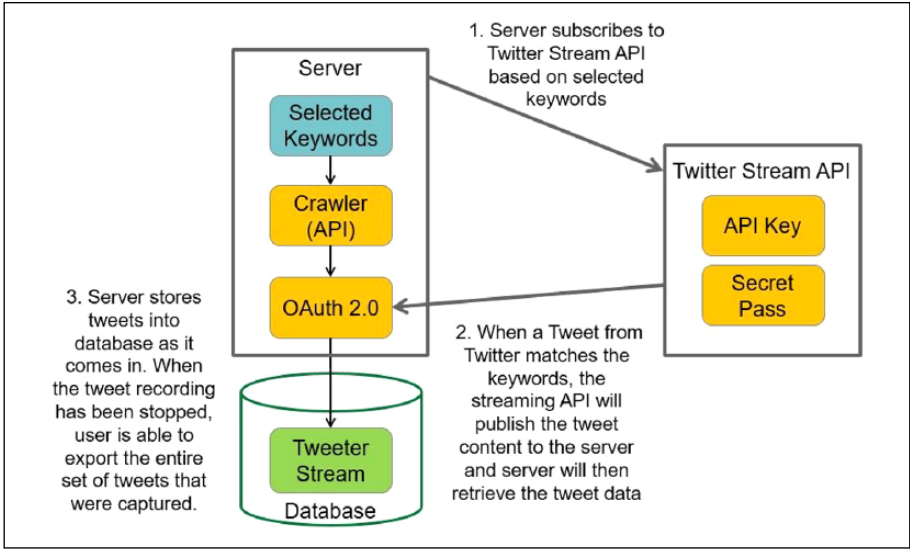 1. Server subscribes to
Twitter Stream API
based on selected
keywords
Server
Selected
Keywords
Crawler
(API)
OAuth 2.0
Twitter Stream API
API Key
Secret
Pass
2. When a Tweet from
Twitter matches the
keywords, the
streaming API will
publish the tweet
content to the server
and server will then
retrieve the tweet data
3. Server stores
tweets into
database as it
comes in. When
the tweet recording
has been stopped,
user is able to
export the entire
set of tweets that
were captured.
Tweeter
Stream
Database